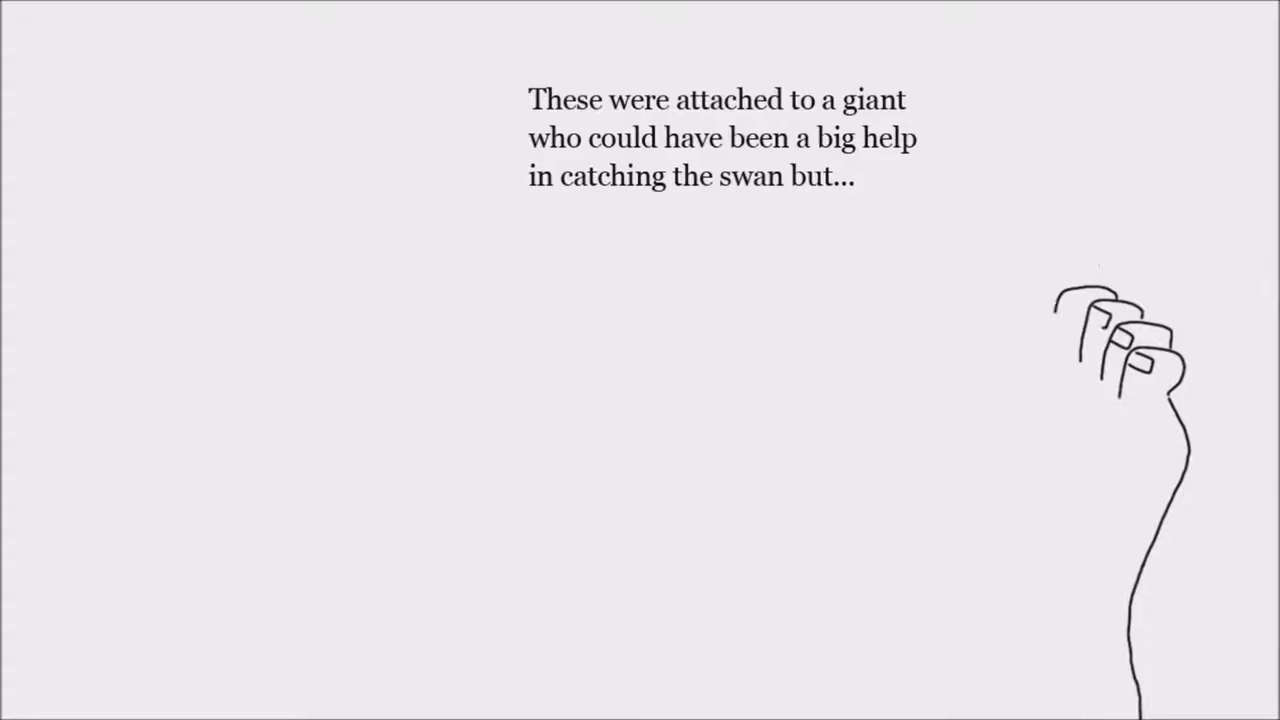 These were attached to a giant
who could have been a big help
in catching the swan but...